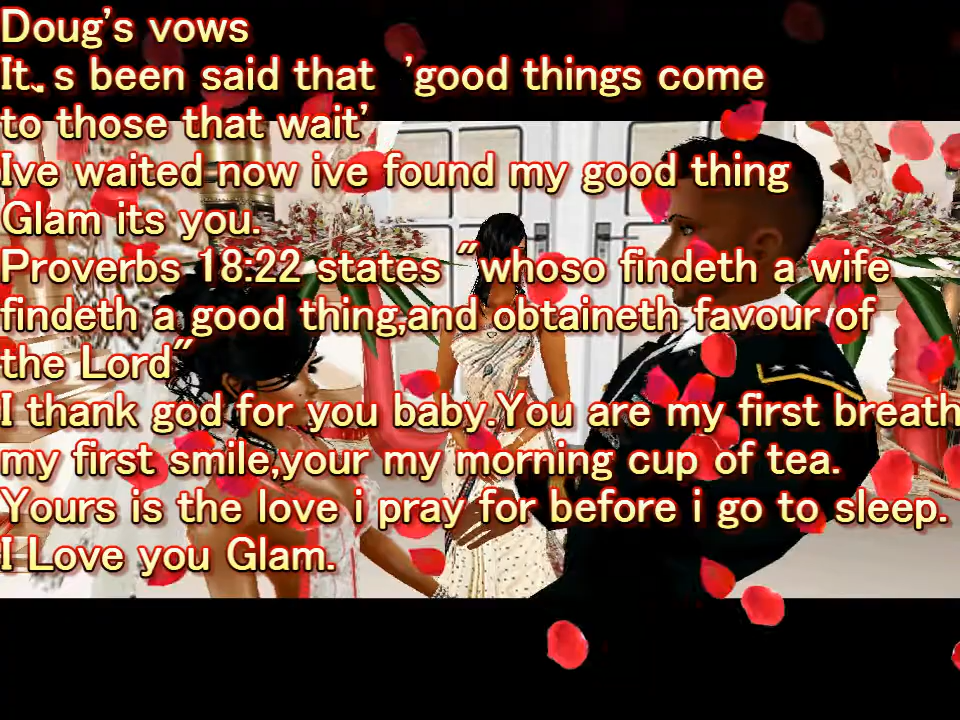 Doug's vows
It„s been said that 'good things come
to those that wait'
Ive waited now ive found my good thing
Glam its you.
Proverbs 18:22 states "whoso findeth a wife
findeth a good thing,and obtaineth favour of
the Lord"
I thank god for you baby.You are my first breath
my first smile,your my morning cup of tea.
Yours is the love i pray for before i go to sleep.
I Love you Glam.